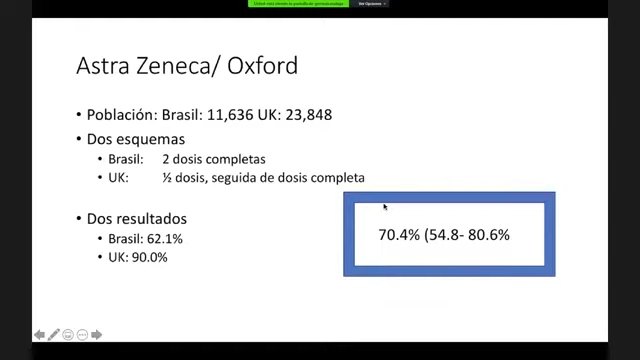 Ver Opciones
Astra Zeneca/ Oxford
• Población: Brasil: 11,636 UK: 23,848
• Dos esquemas
• Brasil: 2 dosis completas
• UK: ½ dosis, seguida de dosis completa
• Dos resultados
• Brasil: 62.1%
• UK: 90.0%
70.4% (54.8- 80.6%